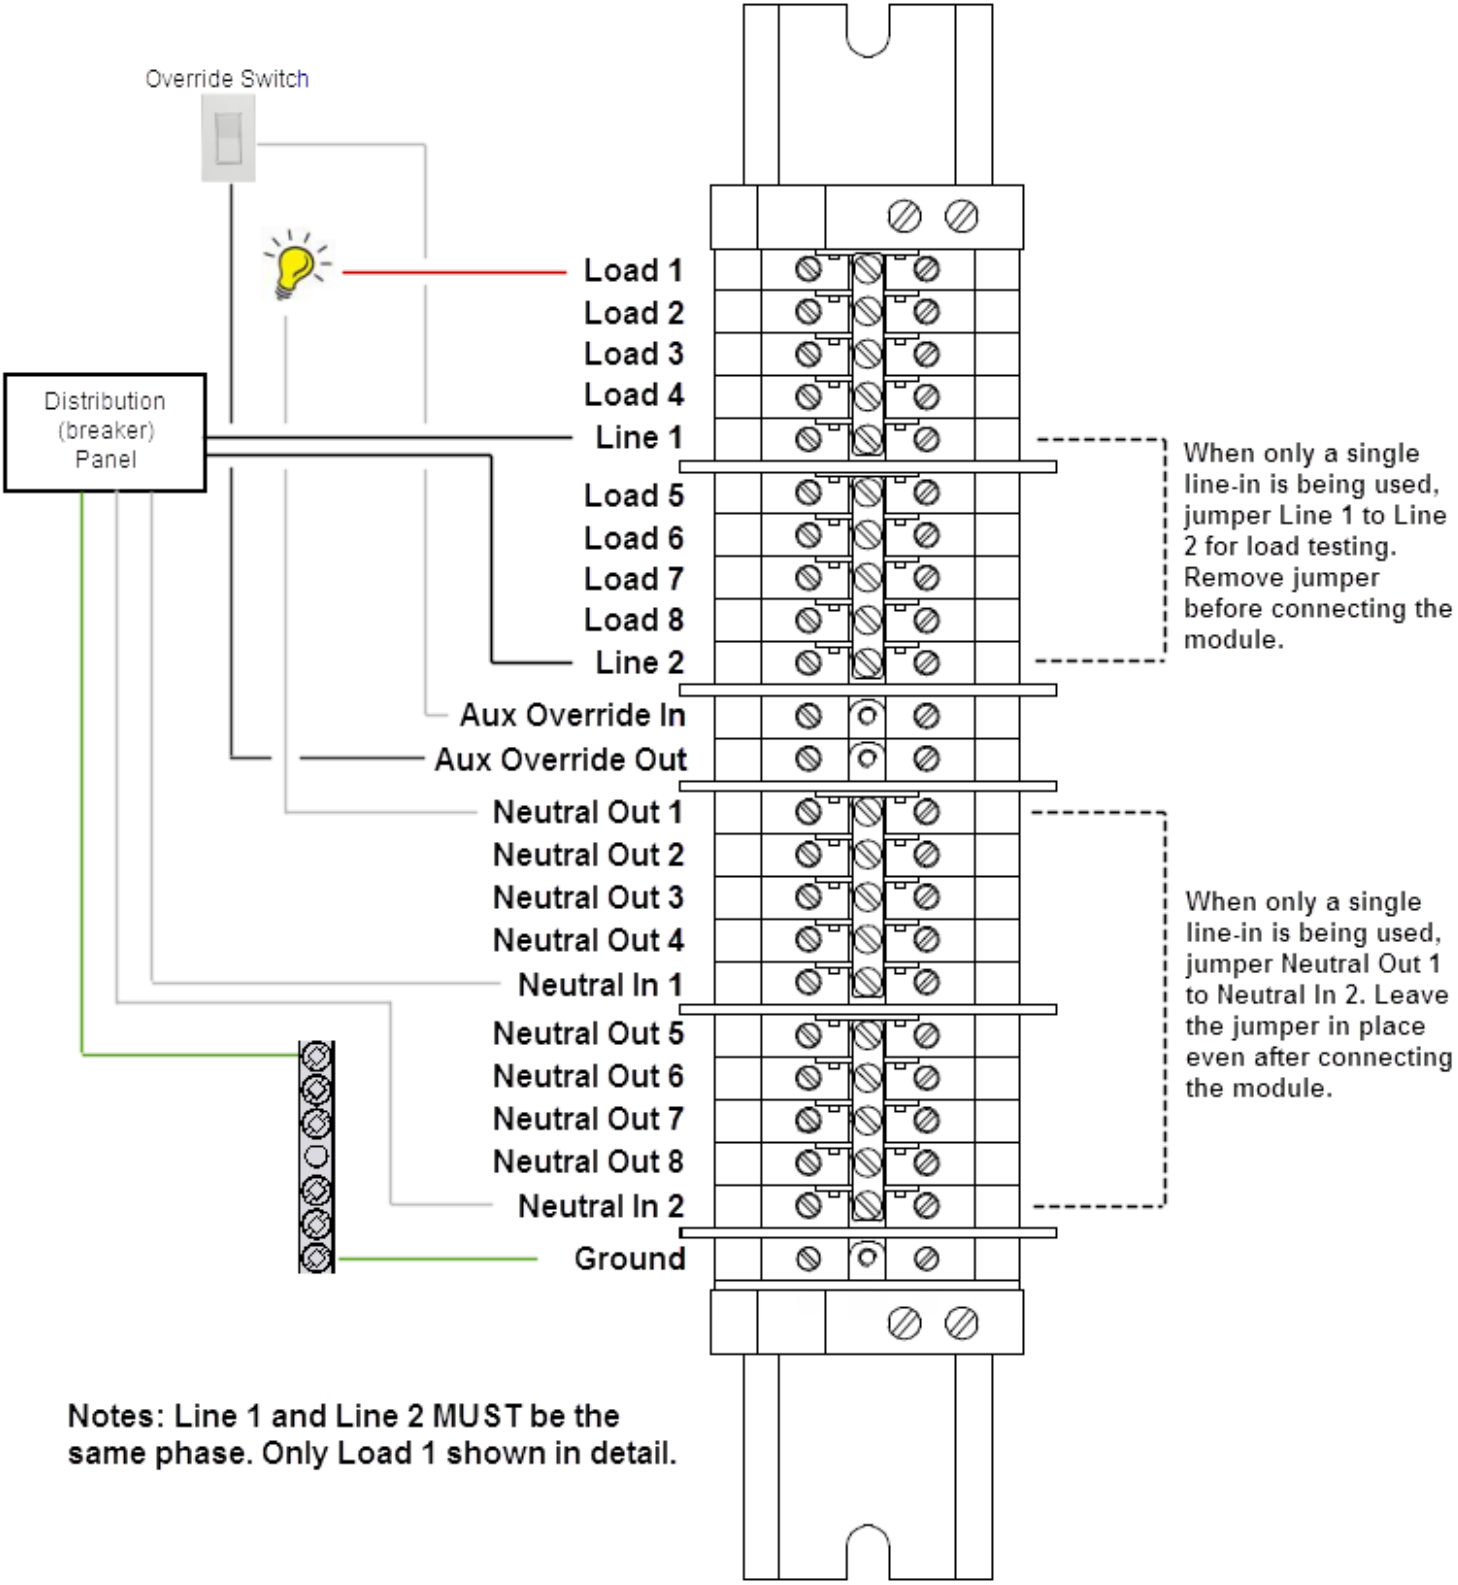 Override Switch
Load 1
Load 2
Load 3
Load 4
Line 1
Distribution
(breaker)
Panel
Load 5
Load 6
Load 7
Load 8
Line 2
Aux Override In
Aux Override Out
Neutral Out 1
Neutral Out 2
Neutral Out 3
Neutral Out 4
Neutral In 1
Neutral Out 5
Neutral Out 6
Neutral Out 7
Neutral Out 8
Neutral In 2
Ground
When only a single
line-in is being used,
jumper Line 1 to Line
2 for load testing.
Remove jumper
before connecting the
module.
When only a single
line-in is being used,
jumper Neutral Out 1
to Neutral In 2. Leave
the jumper in place
even after connecting
the module.
Notes: Line 1 and Line 2 MUST be the
same phase. Only Load 1 shown in detail.